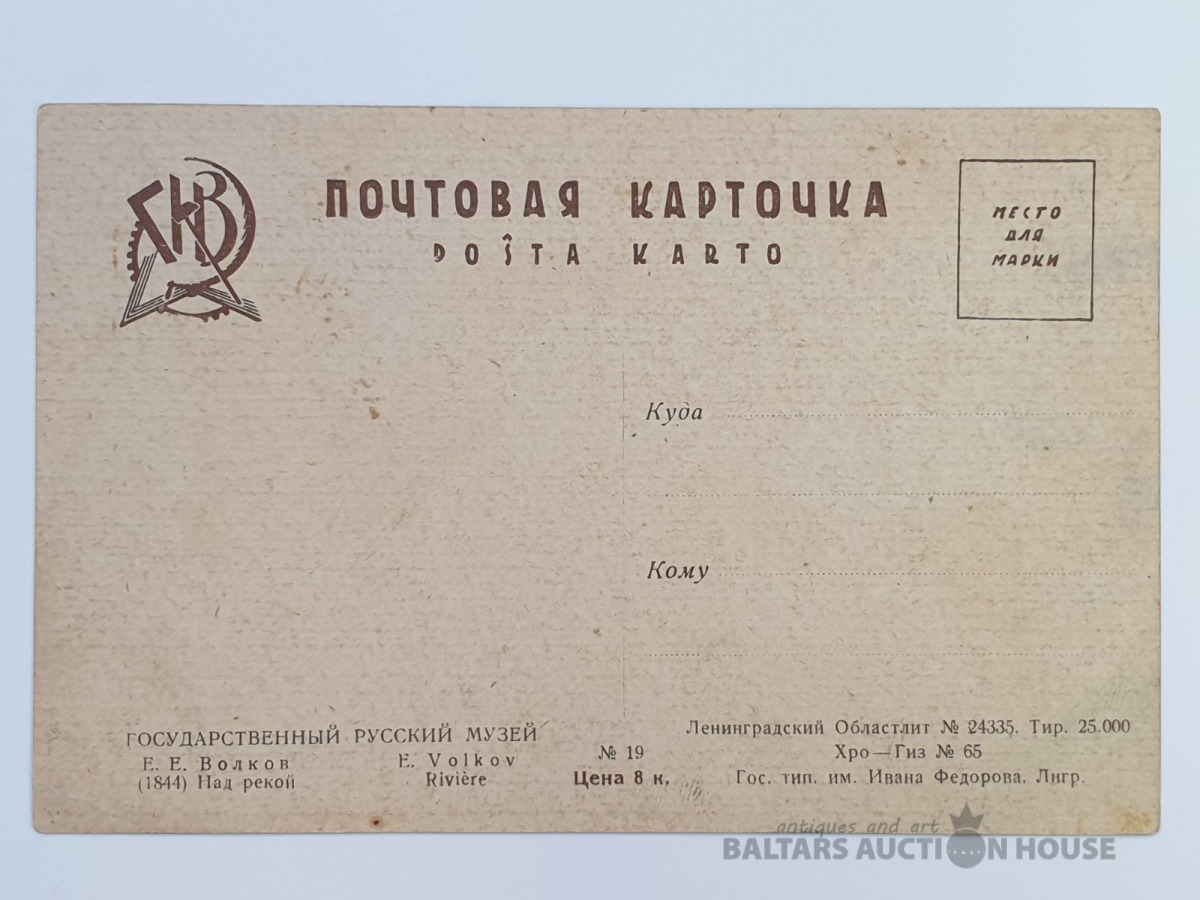 ПОЧТОВАЯ КАРТОЧКА
POŜTA KARTO
МЕСТО
ДЛЯ
МАРКИ
Куда
Кому
ГОСУДАРСТВЕННЫЙ РУССКИЙ МУЗЕЙ
Е. Е. Волков
(1844) Над рекой
E. Volkov
Rivière
№ 19
Цена 8 к.
Ленинградский Областлит № 24335. Тир. 25.000
Хро—Гиз № 65
Гос. тип. им. Ивана Федорова. Лнгр.
antiques and art
BALTARS AUCTION HOUSE